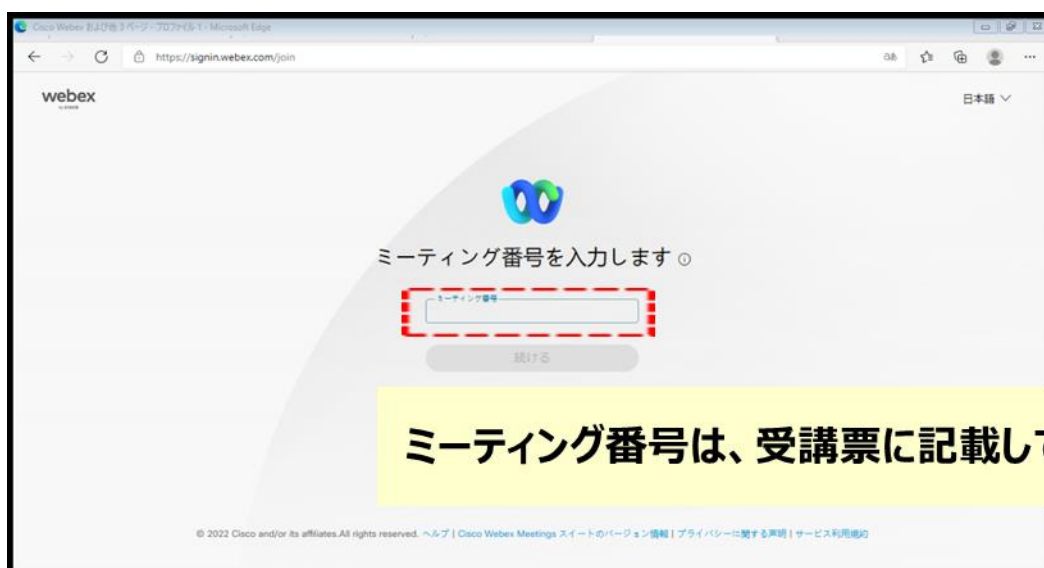 Cisco Webex および他 3 ページ - プロファイル 1 - Microsoft Edge
https://signin.webex.com/join
webex
by CISCO
日本語
ミーティング番号を入力します
ミーティング番号
続ける
ミーティング番号は、受講票に記載して
© 2022 Cisco and/or its affiliates.All rights reserved. ヘルプ | Cisco Webex Meetings スイートのバージョン情報 | プライバシーに関する声明 | サービス利用規約